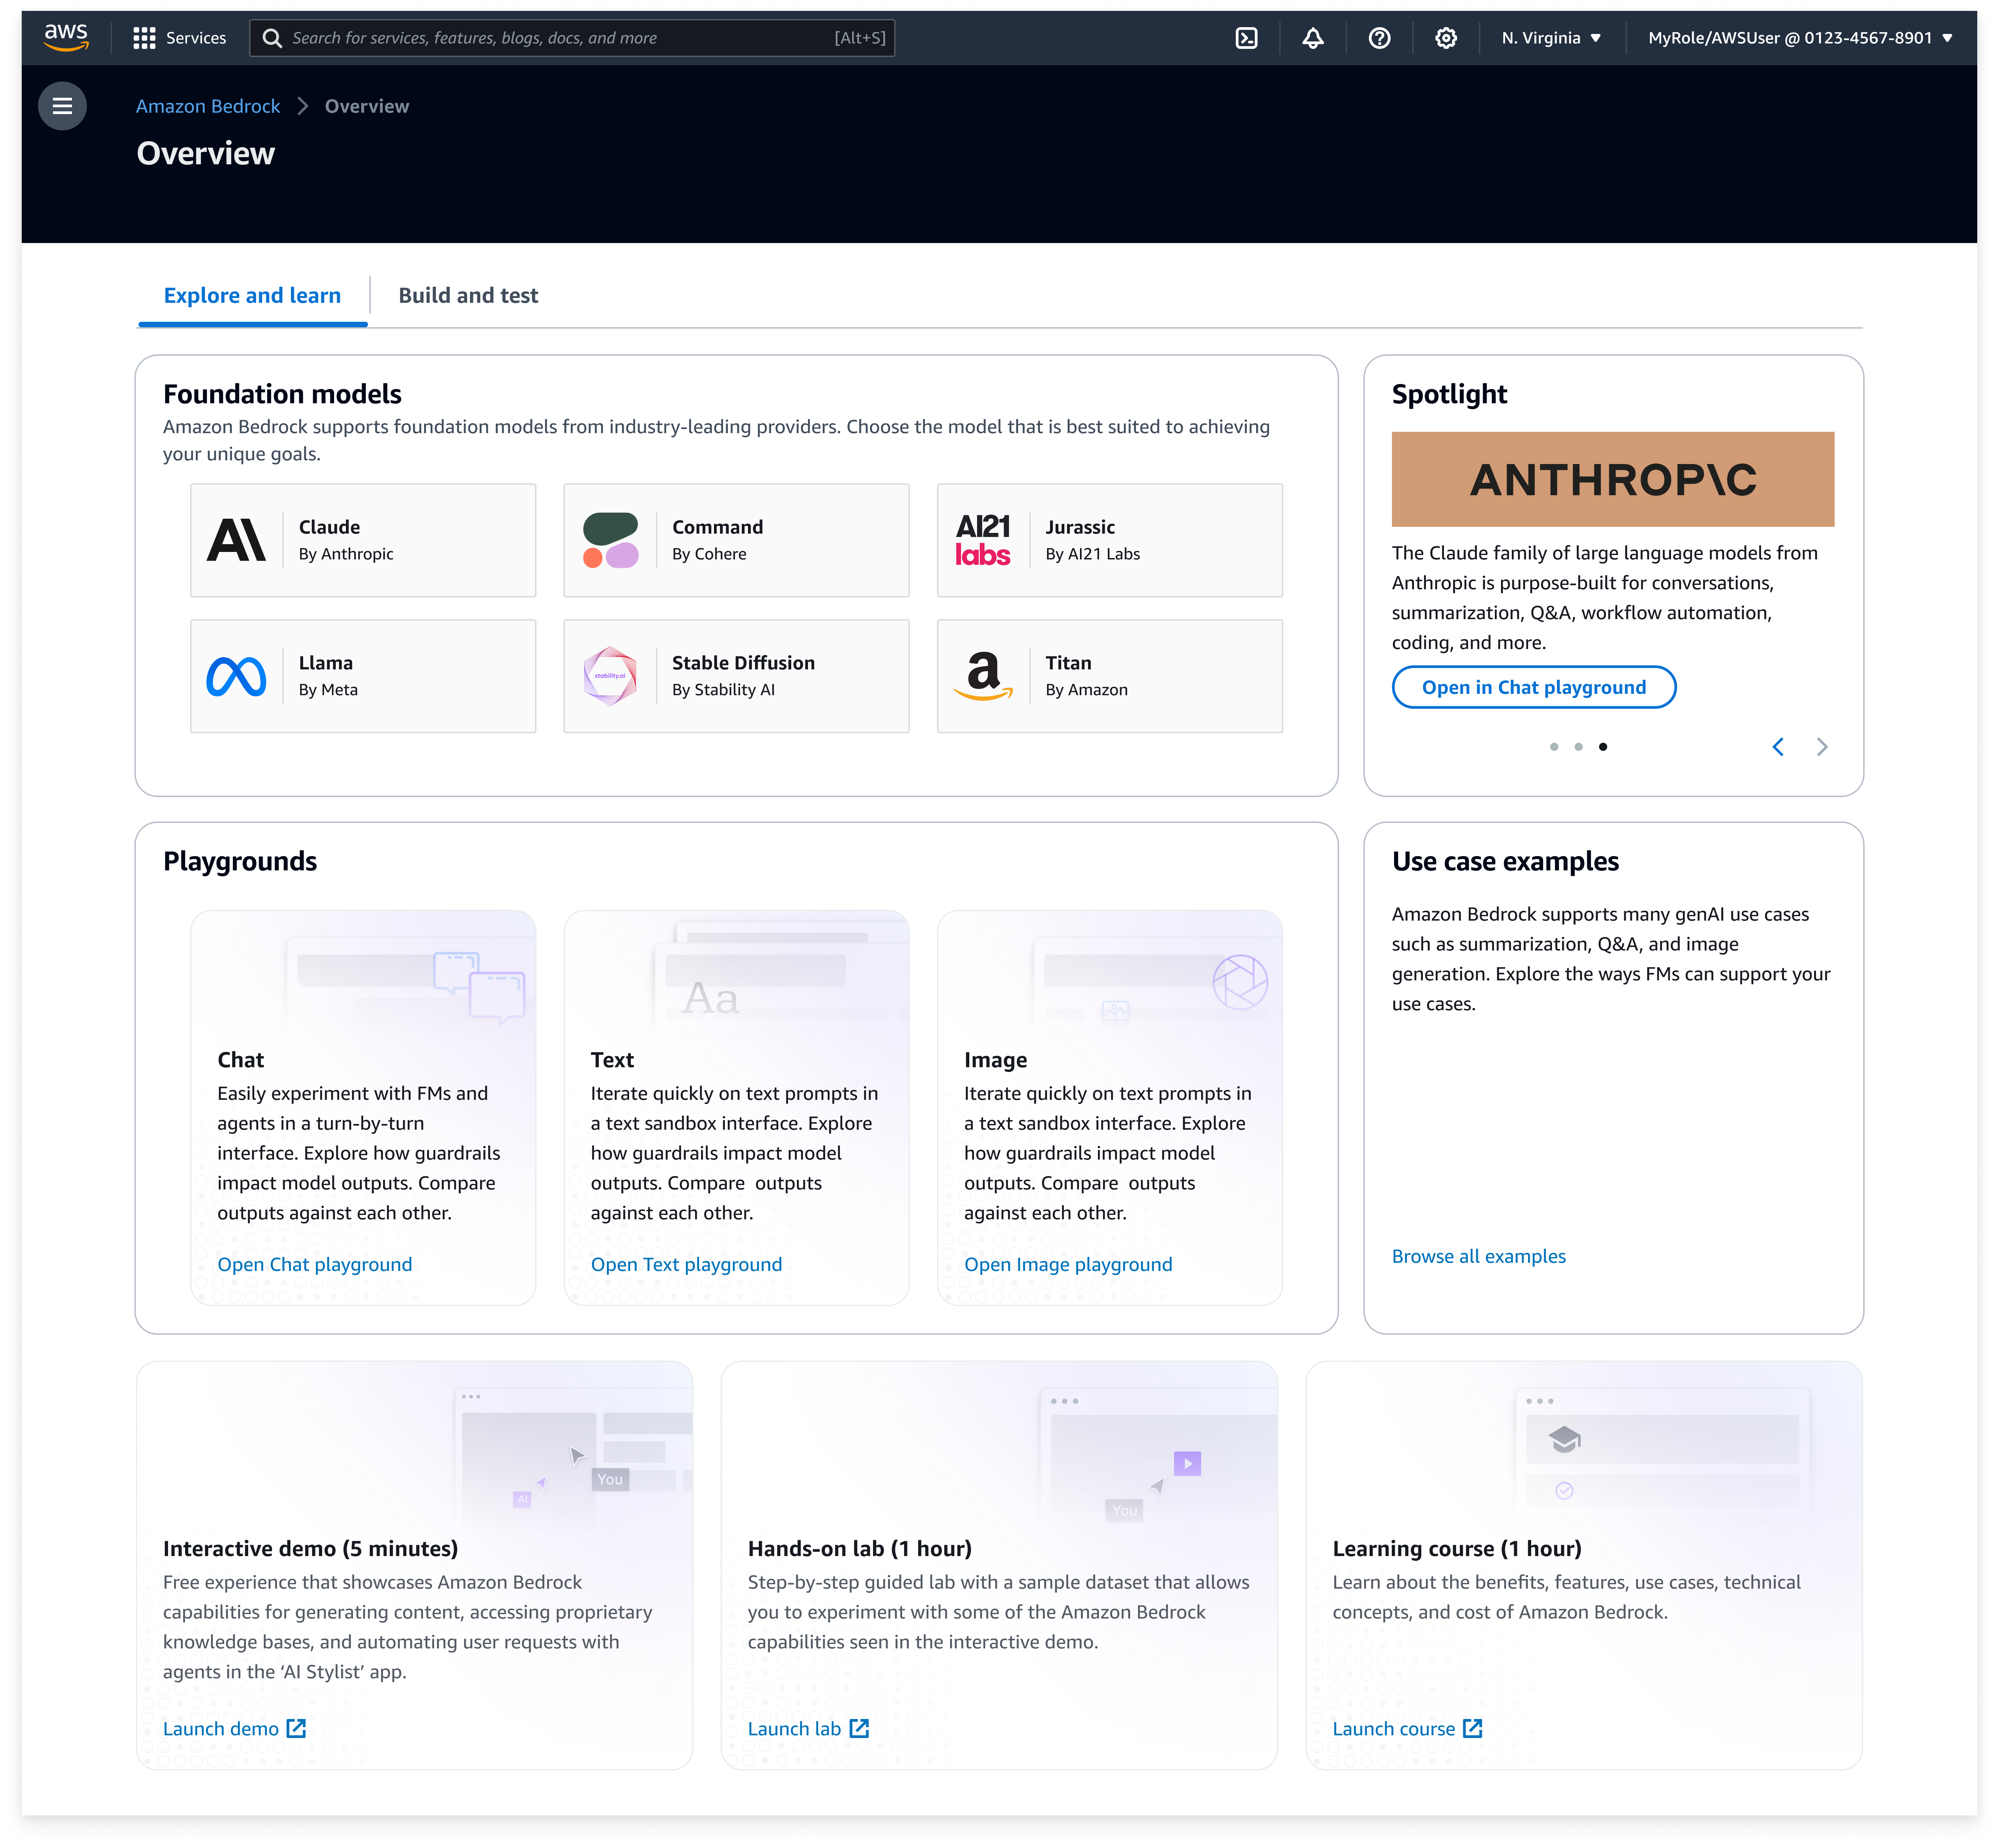 aws
Services
Search for services, features, blogs, docs, and more
[Alt+S]
N. Virginia
MyRole/AWSUser @ 0123-4567-8901
Amazon Bedrock
Overview
Overview
Explore and learn
Build and test
Foundation models
Amazon Bedrock supports foundation models from industry-leading providers. Choose the model that is best suited to achieving
your unique goals.
Claude
By Anthropic
Command
By Cohere
AI21
labs
Jurassic
By AI21 Labs
Llama
By Meta
stability.ai
Stable Diffusion
By Stability AI
a
Titan
By Amazon
Spotlight
ANTHROP\C
The Claude family of large language models from
Anthropic is purpose-built for conversations,
summarization, Q&A, workflow automation,
coding, and more.
Open in Chat playground
Playgrounds
Chat
Easily experiment with FMs and
agents in a turn-by-turn
interface. Explore how guardrails
impact model outputs. Compare
outputs against each other.
Open Chat playground
Aa
Text
Iterate quickly on text prompts in
a text sandbox interface. Explore
how guardrails impact model
outputs. Compare  outputs
against each other.
Open Text playground
Image
Iterate quickly on text prompts in
a text sandbox interface. Explore
how guardrails impact model
outputs. Compare  outputs
against each other.
Open Image playground
Use case examples
Amazon Bedrock supports many genAI use cases
such as summarization, Q&A, and image
generation. Explore the ways FMs can support your
use cases.
Browse all examples
You
AI
Interactive demo (5 minutes)
Free experience that showcases Amazon Bedrock
capabilities for generating content, accessing proprietary
knowledge bases, and automating user requests with
agents in the ‘AI Stylist’ app.
Launch demo
You
Hands-on lab (1 hour)
Step-by-step guided lab with a sample dataset that allows
you to experiment with some of the Amazon Bedrock
capabilities seen in the interactive demo.
Launch lab
Learning course (1 hour)
Learn about the benefits, features, use cases, technical
concepts, and cost of Amazon Bedrock.
Launch course